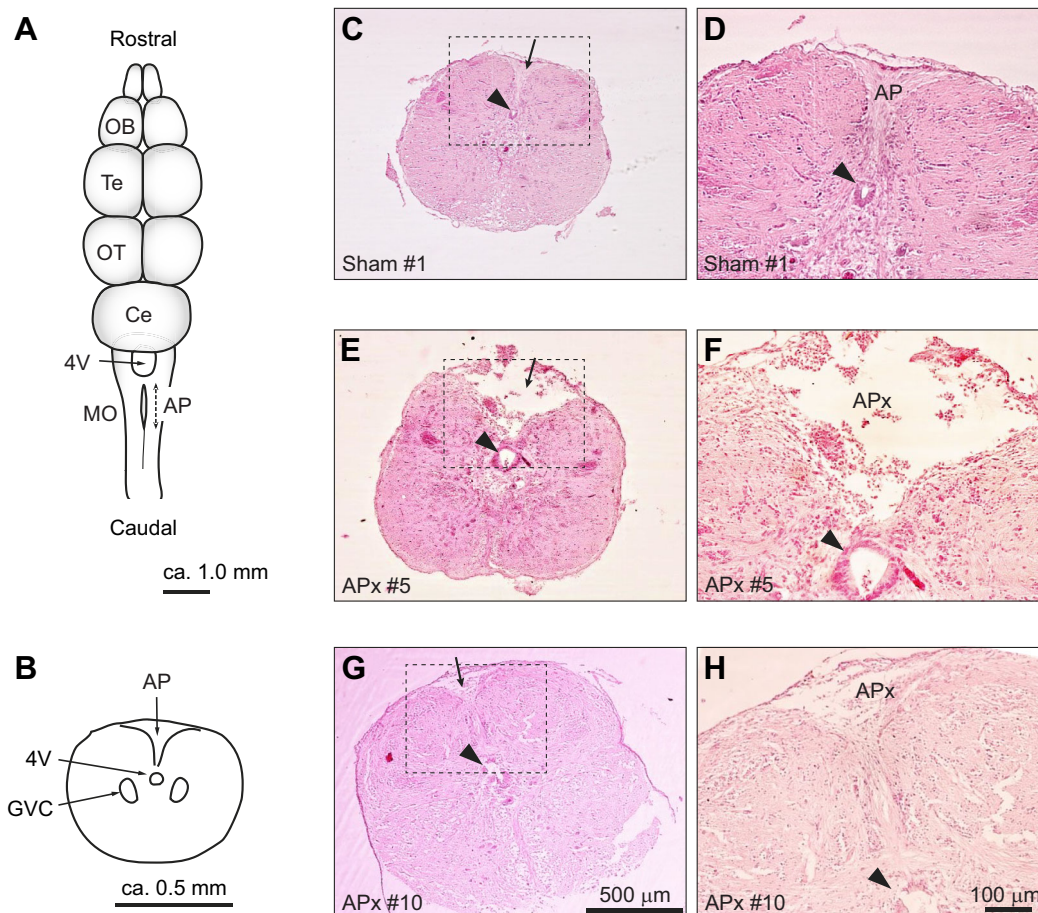 A
Rostral
OB
Te
OT
Ce
4V
MO
AP
Caudal
ca. 1.0 mm
B
AP
4V
GVC
ca. 0.5 mm
C
Sham #1
D
AP
Sham #1
E
APx #5
F
APx
APx #5
G
APx #10
500 μm
H
APx
APx #10
100 μm